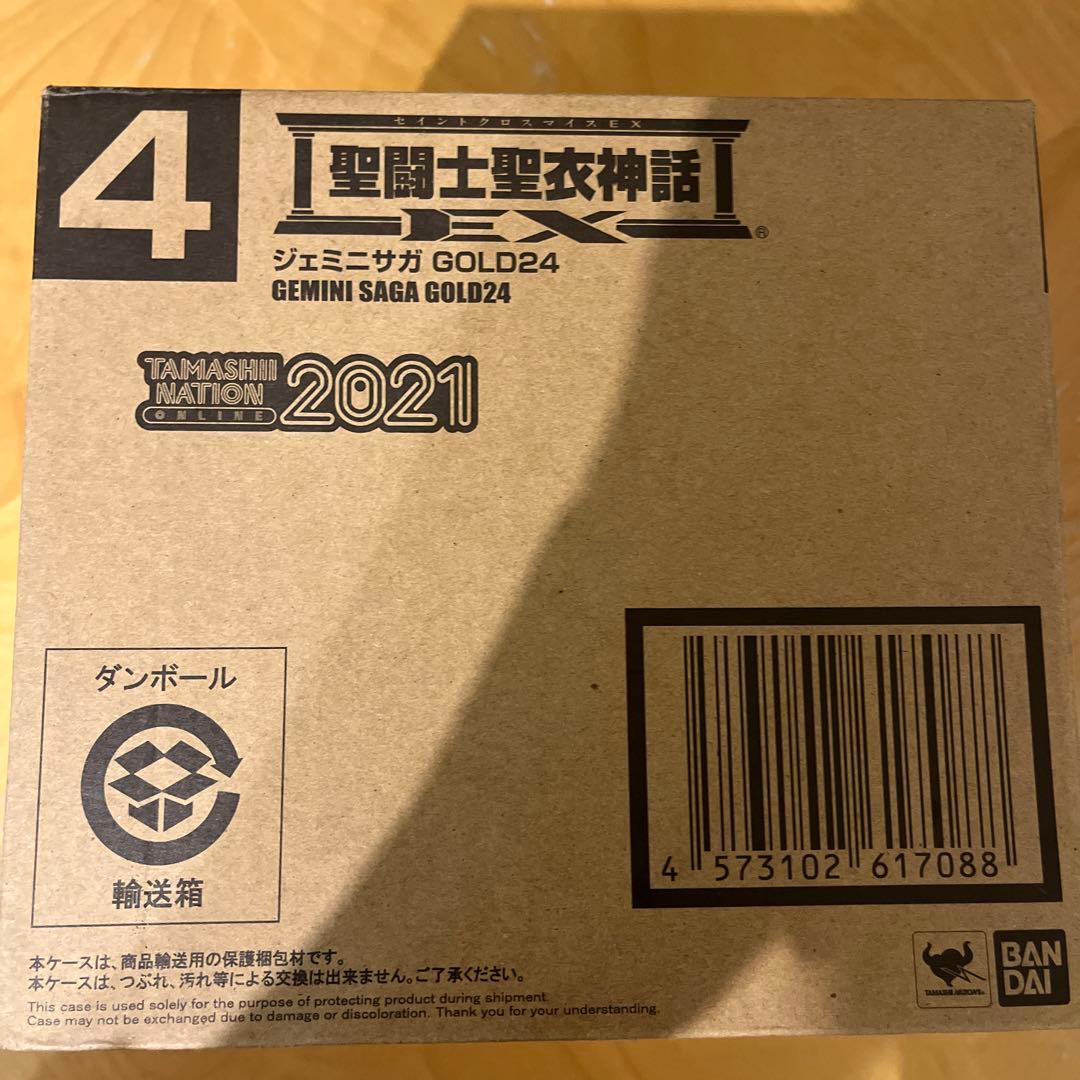 4
セイントクロスマイスEX
聖闘士聖衣神話
EX®
ジェミニサガ GOLD24
GEMINI SAGA GOLD24
TAMASHII
NATION
ONLINE
2021
ダンボール
輸送箱
4 573102 617088
本ケースは、商品輸送用の保護梱包材です。
本ケースは、つぶれ、汚れ等による交換は出来ません。ご了承ください。
This case is used solely for the purpose of protecting product during shipment.
Case may not be exchanged due to damage or discoloration. Thank you for your understanding.
TAMASHII NATIONS
BAN
DAI